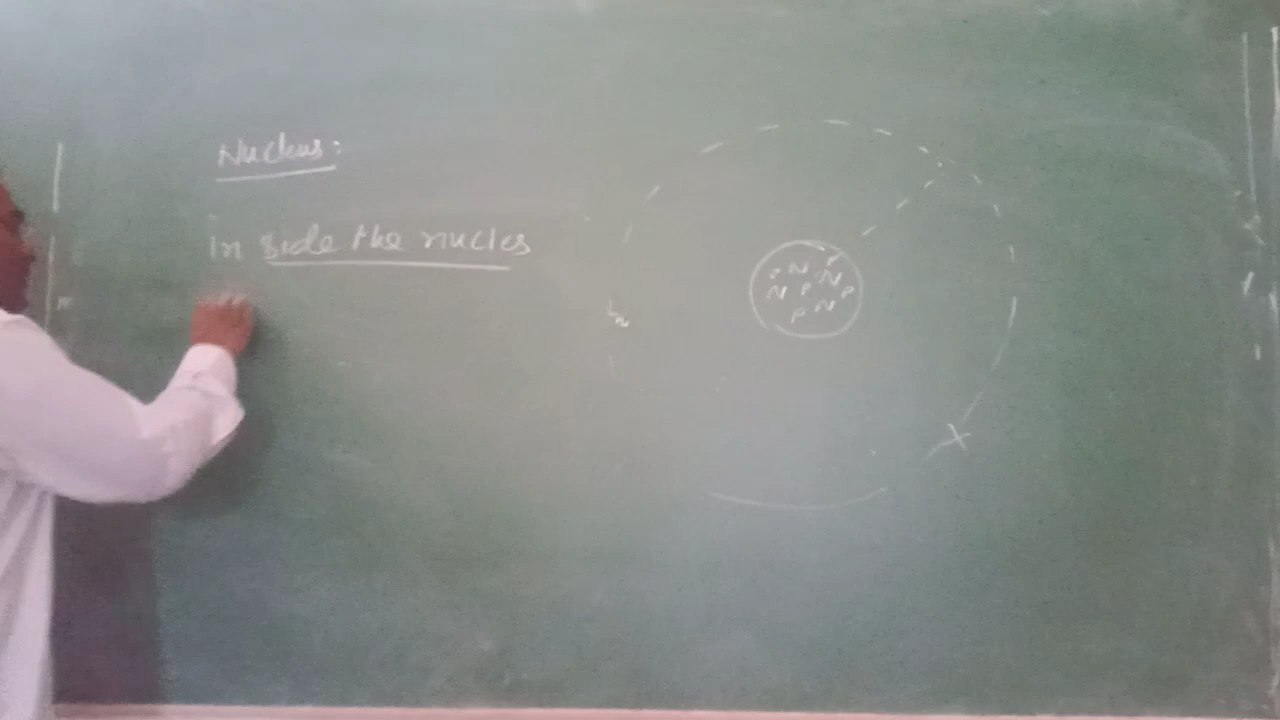 Nucleus:
In side the nucles
P N P N
N P P
P N